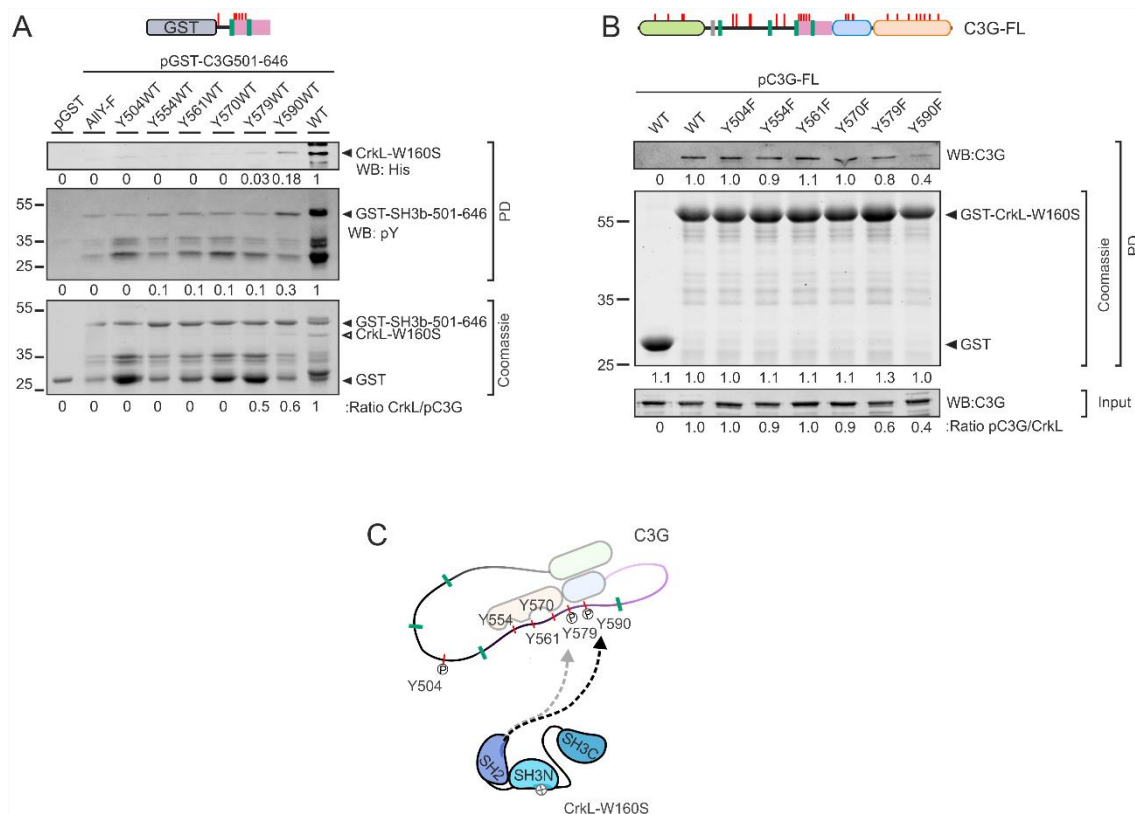 A
GST
pGST-C3G501-646
pGST
AllY-F
Y504WT
Y554WT
Y561WT
Y570WT
Y579WT
Y590WT
WT
CrkL-W160S
WB: His
0 0 0 0 0 0 0.03 0.18 1
55
35
25
GST-SH3b-501-646
WB: pY
PD
0 0 0 0.1 0.1 0.1 0.1 0.3 1
55
35
25
GST-SH3b-501-646
CrkL-W160S
GST
Coomassie
0 0 0 0 0 0 0.5 0.6 1 :Ratio CrkL/pC3G
B
C3G-FL
pC3G-FL
WT
WT
Y504F
Y554F
Y561F
Y570F
Y579F
Y590F
WB:C3G
0 1.0 1.0 0.9 1.1 1.0 0.8 0.4
55
35
25
GST-CrkL-W160S
GST
Coomassie
PD
1.1 1.0 1.0 1.1 1.1 1.1 1.3 1.0
WB:C3G
Input
0 1.0 1.0 0.9 1.0 0.9 0.6 0.4 :Ratio pC3G/CrkL
C
C3G
Y570
Y554
Y561
Y579
Y590
P
P
P
Y504
SH2
SH3N
SH3C
CrkL-W160S